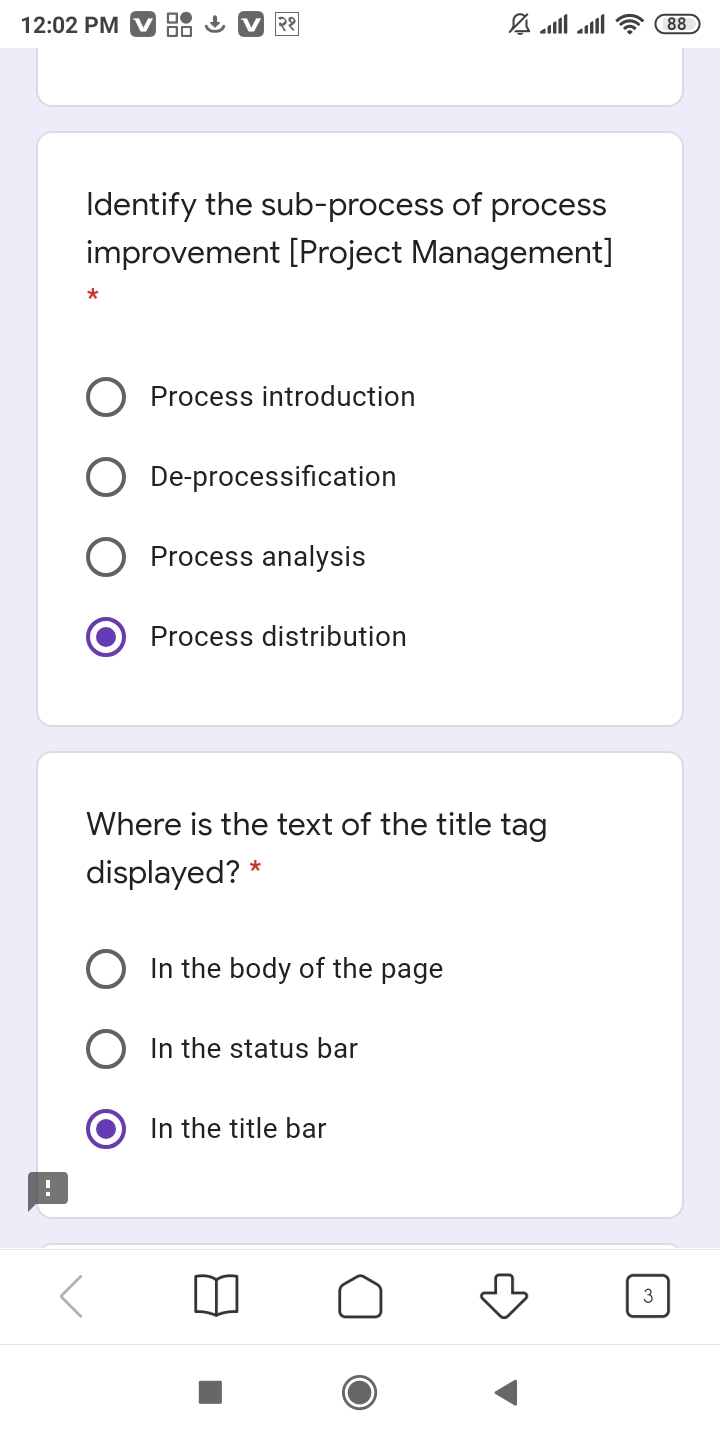 12:02 PM V V २१ 88
Identify the sub-process of process
improvement [Project Management]
*
Process introduction
De-processification
Process analysis
Process distribution
Where is the text of the title tag
displayed? *
In the body of the page
In the status bar
In the title bar
!
3